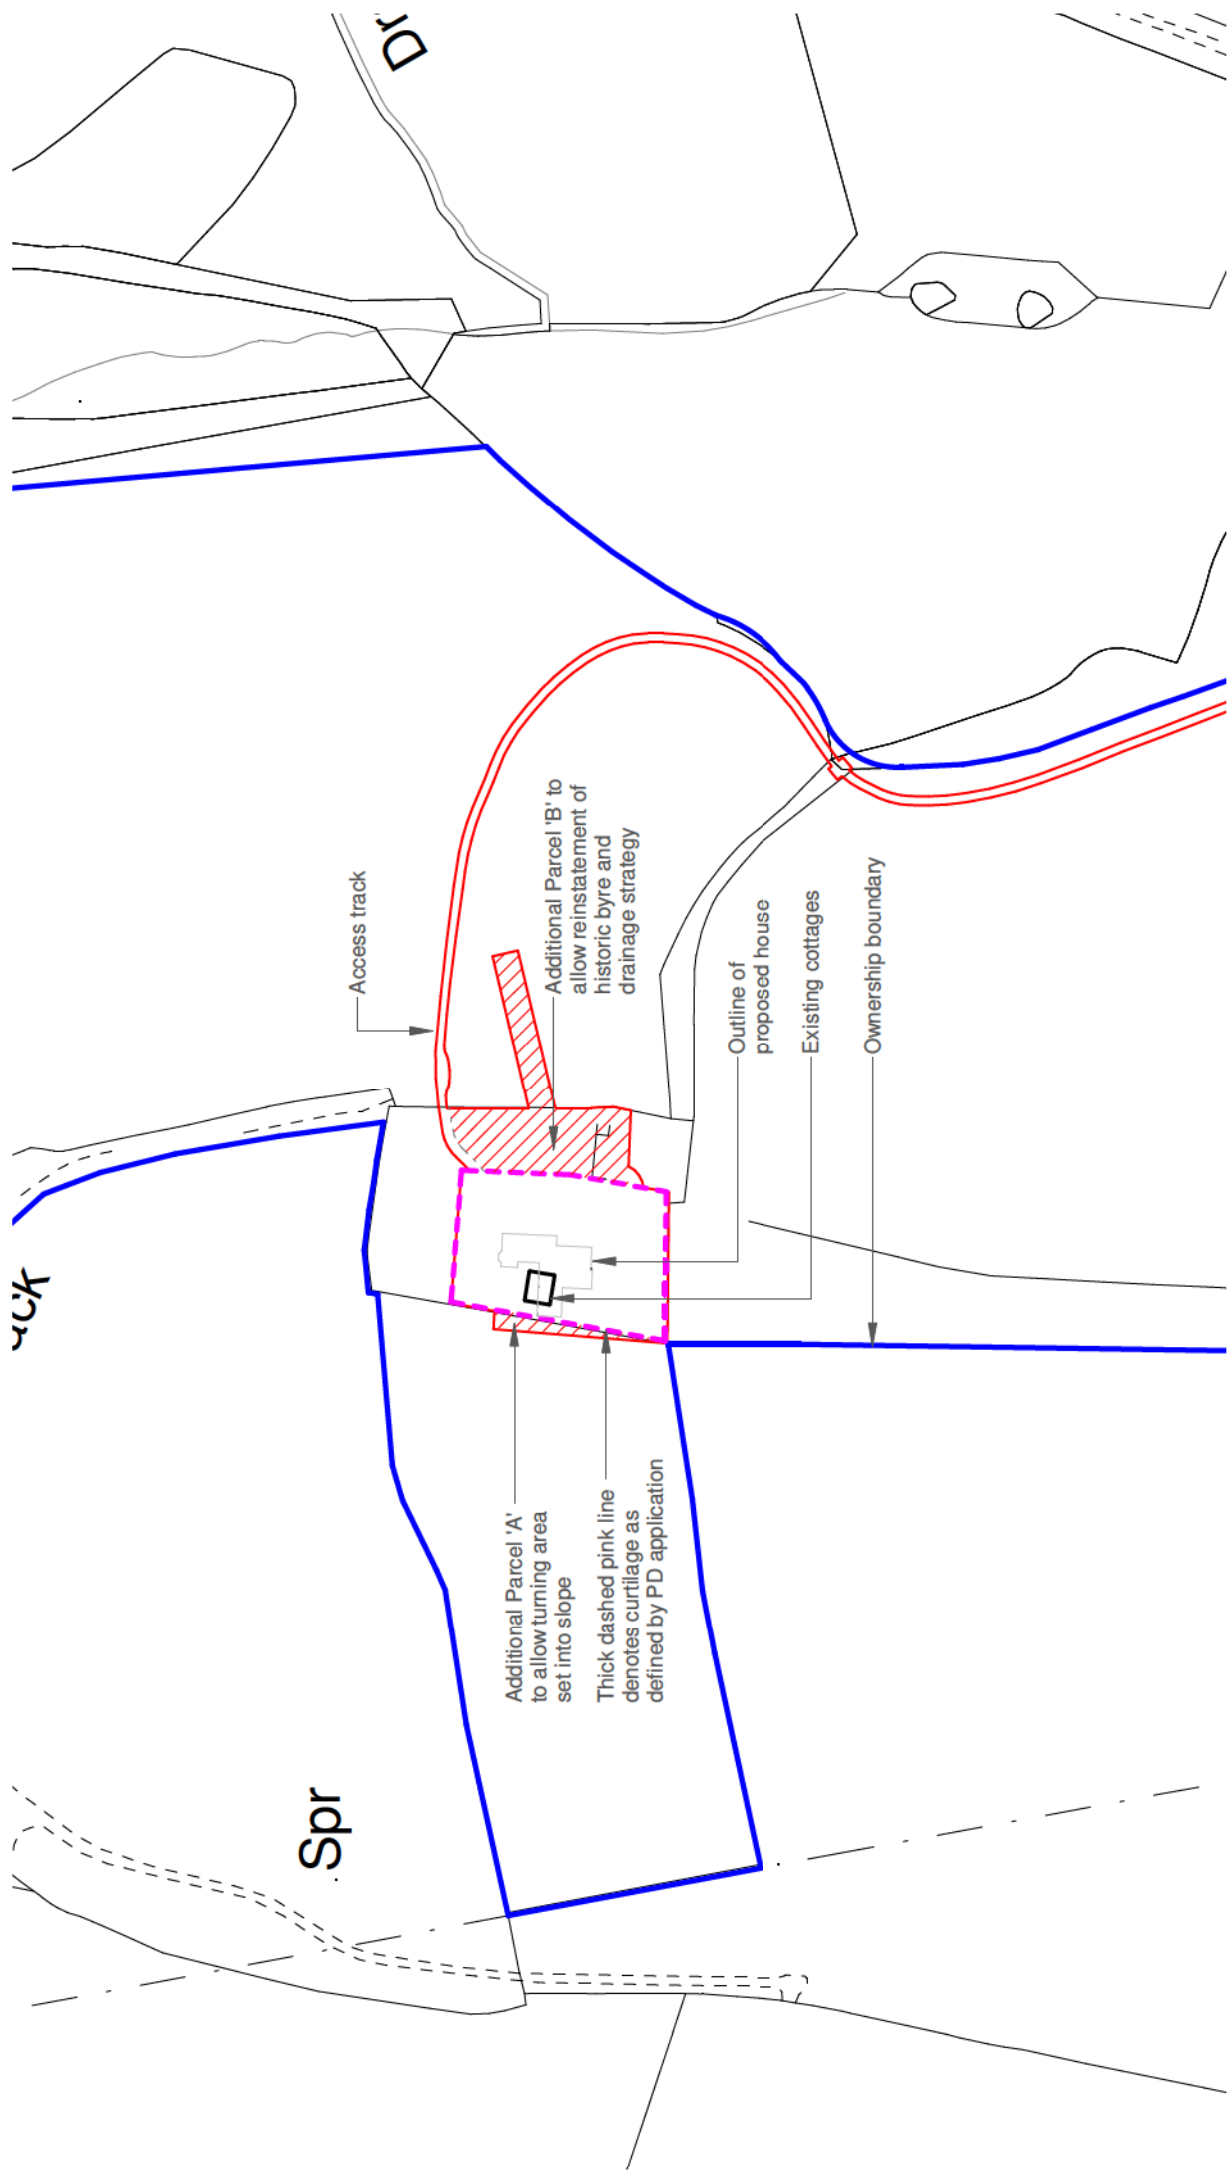 Access track
Additional Parcel 'B' to
allow reinstatement of
historic byre and
drainage strategy
Outline of
proposed house
Existing cottages
Ownership boundary
Additional Parcel 'A'
to allow turning area
set into slope
Thick dashed pink line
denotes curtilage as
defined by PD application
Spr
Dr
ack